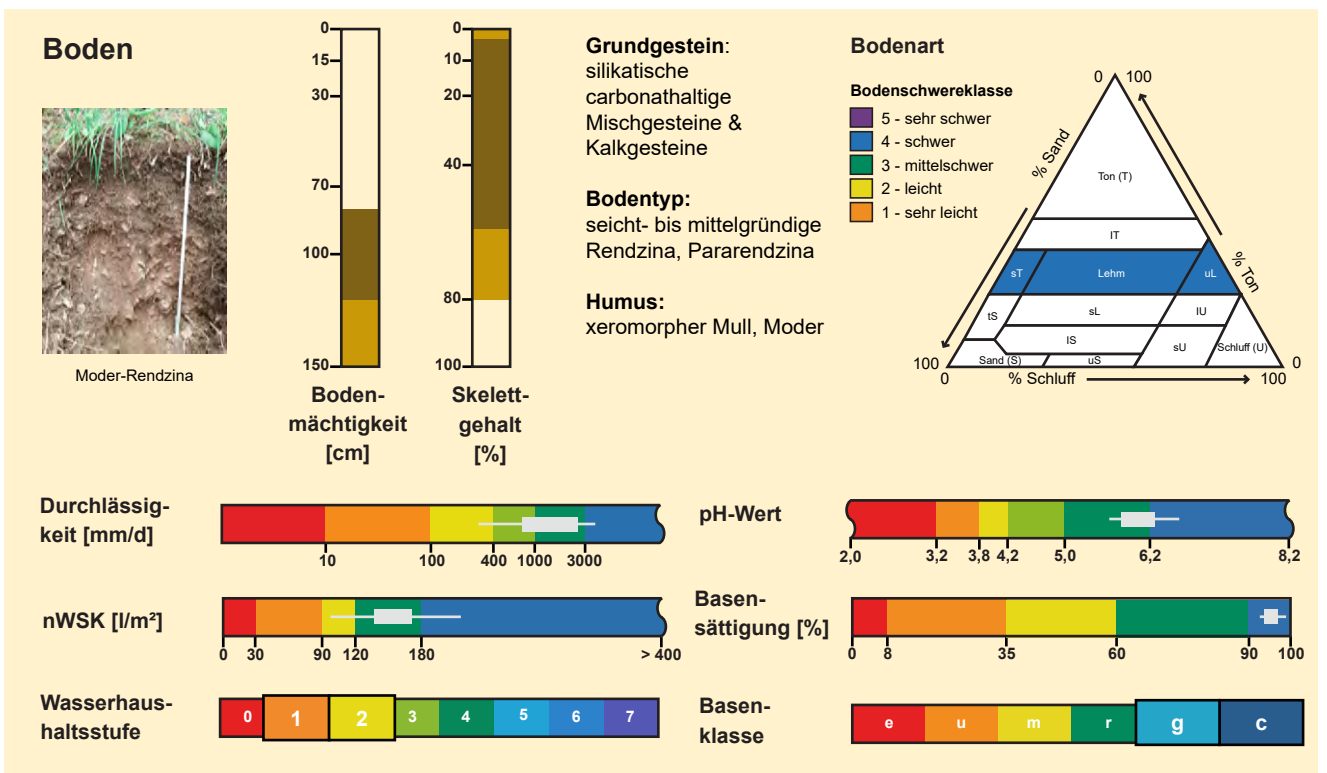 Boden
Moder-Rendzina
0
15
30
70
100
150
Boden-
mächtigkeit
[cm]
0
10
20
40
80
100
Skelett-
gehalt
[%]
Grundgestein:
silikatische
carbonathaltige
Mischgesteine &
Kalkgesteine
Bodentyp:
seicht- bis mittelgründige
Rendzina, Pararendzina
Humus:
xeromorpher Mull, Moder
Bodenart
Bodenschwereklasse
5 - sehr schwer
4 - schwer
3 - mittelschwer
2 - leicht
1 - sehr leicht
0 100
% Sand
% Ton
Ton (T)
lT
sT Lehm uL
tS sL lU
lS
Sand (S) uS sU Schluff (U)
100 0
0 % Schluff 100
Durchlässig-
keit [mm/d]
10 100 400 1000 3000
nWSK [l/m²]
0 30 90 120 180 > 400
Wasserhaus-
haltsstufe
0 1 2 3 4 5 6 7
pH-Wert
2,0 3,2 3,8 4,2 5,0 6,2 8,2
Basen-
sättigung [%]
0 8 35 60 90 100
Basen-
klasse
e u m r g c